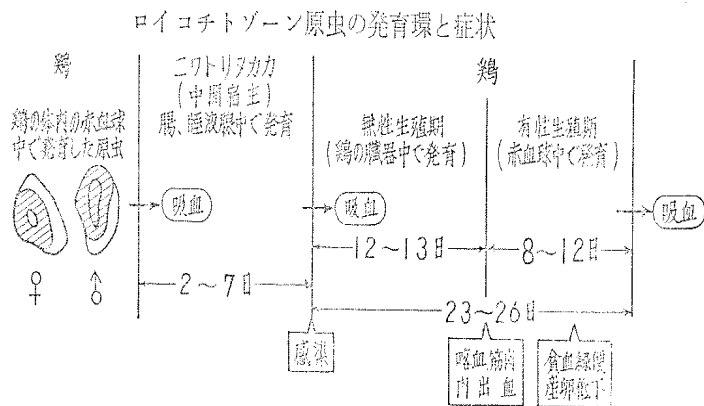 ロイコチトゾーン原虫の発育環と症状
鶏
鶏の体内の赤血球
中で発育した原虫
ニワトリヌカカ
(中間宿主)
腸、唾液腺中で発育
鶏
無性生殖期
(鶏の臓器中で発育)
有性生殖期
(赤血球中で発育)
吸血
吸血
吸血
12〜13日
8〜12日
♀
♂
2〜7日
23〜26日
感染
喀血筋肉
内出血
貧血緑便
産卵低下